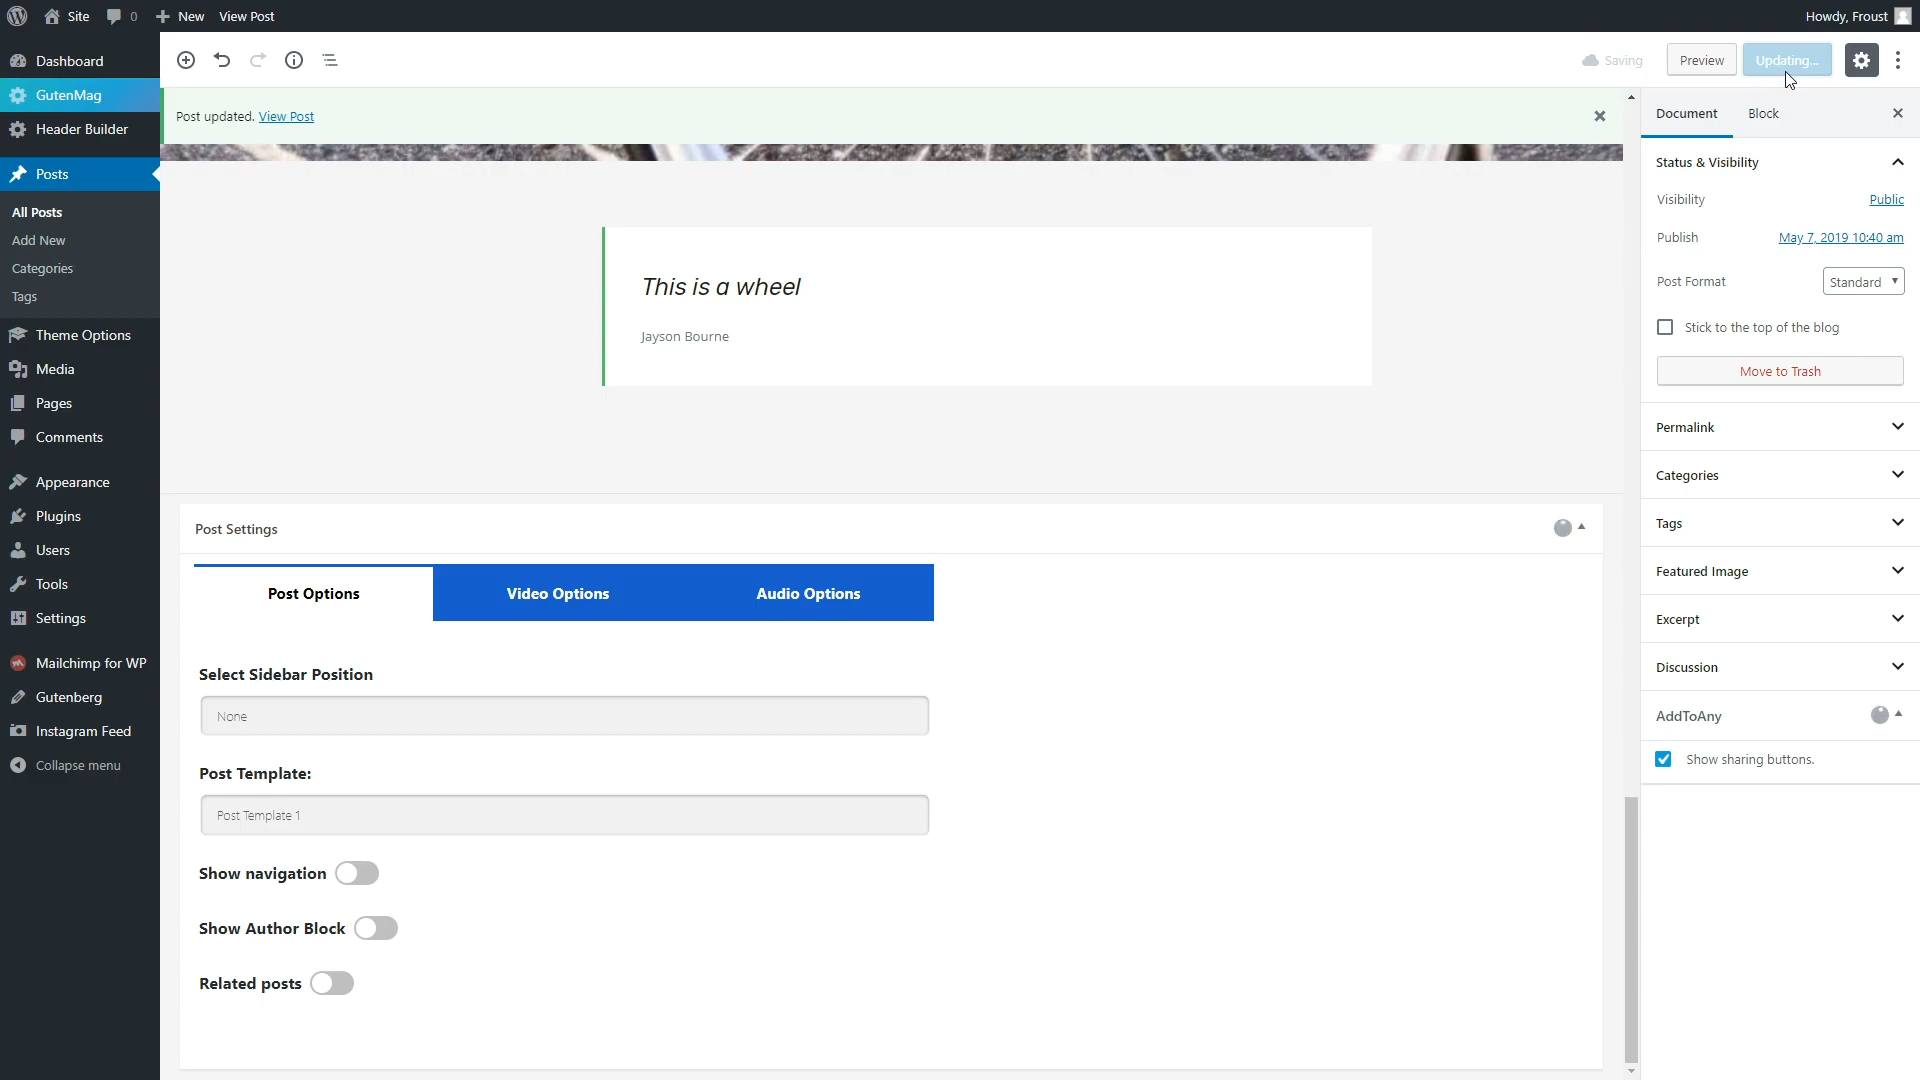 Site 0 New View Post Howdy, Froust
Saving Preview Updating...
Dashboard
GutenMag
Header Builder
Posts
All Posts
Add New
Categories
Tags
Theme Options
Media
Pages
Comments
Appearance
Plugins
Users
Tools
Settings
Mailchimp for WP
Gutenberg
Instagram Feed
Collapse menu
Post updated. View Post
This is a wheel
Jayson Bourne
Post Settings
Post Options Video Options Audio Options
Select Sidebar Position
None
Post Template:
Post Template 1
Show navigation
Show Author Block
Related posts
Document Block
Status & Visibility
Visibility Public
Publish May 7, 2019 10:40 am
Post Format Standard
Stick to the top of the blog
Move to Trash
Permalink
Categories
Tags
Featured Image
Excerpt
Discussion
AddToAny
Show sharing buttons.